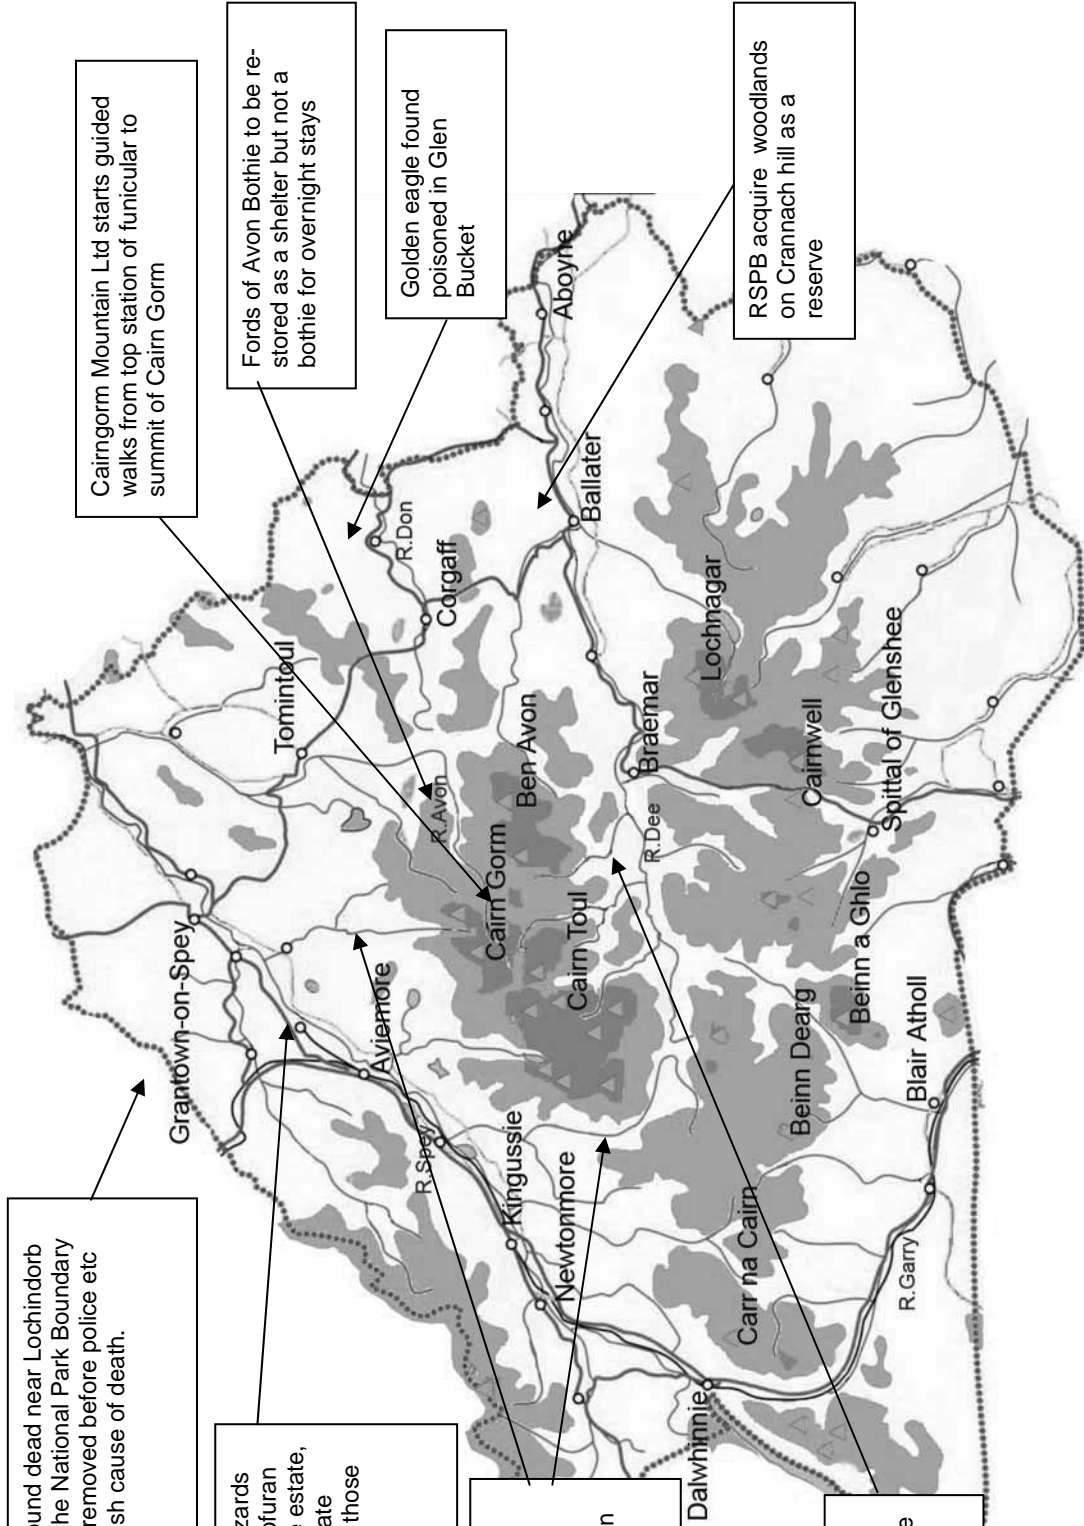 Cairngorm Mountain Ltd starts guided
walks from top station of funicular to
summit of Cairn Gorm
Fords of Avon Bothie to be re-
stored as a shelter but not a
bothie for overnight stays
Golden eagle found
poisoned in Glen
Bucket
RSPB acquire woodlands
on Crannach hill as a
reserve
ound dead near Lochindorb
he National Park Boundary
removed before police etc
sh cause of death.
zards
ofuran
e estate,
ate
those
n
e
Grantown-on-Spey
Tomintoul
Corgaff
R.Don
Aboyne
Ballater
Aviemore
R.Avon
Cairn Gorm
Ben Avon
Cairn Toul
Braemar
R.Dee
Lochnagar
Cairnwell
Spittal of Glenshee
R.Spey
Kingussie
Newtonmore
Beinn Dearg
Beinn a Ghlo
Blair Atholl
Carr na Cairn
R.Garry
Dalwhinnie